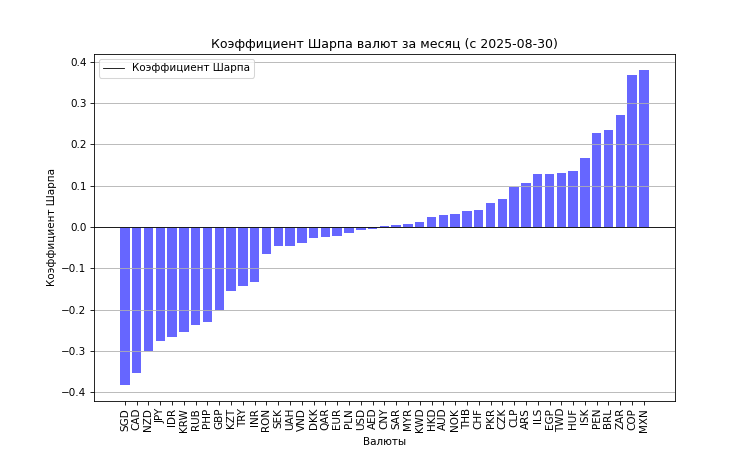 Коэффициент Шарпа валют за месяц (с 2025-08-30)
Коэффициент Шарпа
0.4
0.3
0.2
0.1
0.0
−0.1
−0.2
−0.3
−0.4
Коэффициент Шарпа
SGD CAD NZD JPY IDR KRW RUB PHP GBP KZT TRY INR RON SEK UAH VND DKK QAR EUR PLN USD AED CNY SAR MYR KWD HKD AUD NOK THB CHF PKR CZK CLP ARS ILS EGP TWD HUF ISK PEN BRL ZAR COP MXN
Валюты